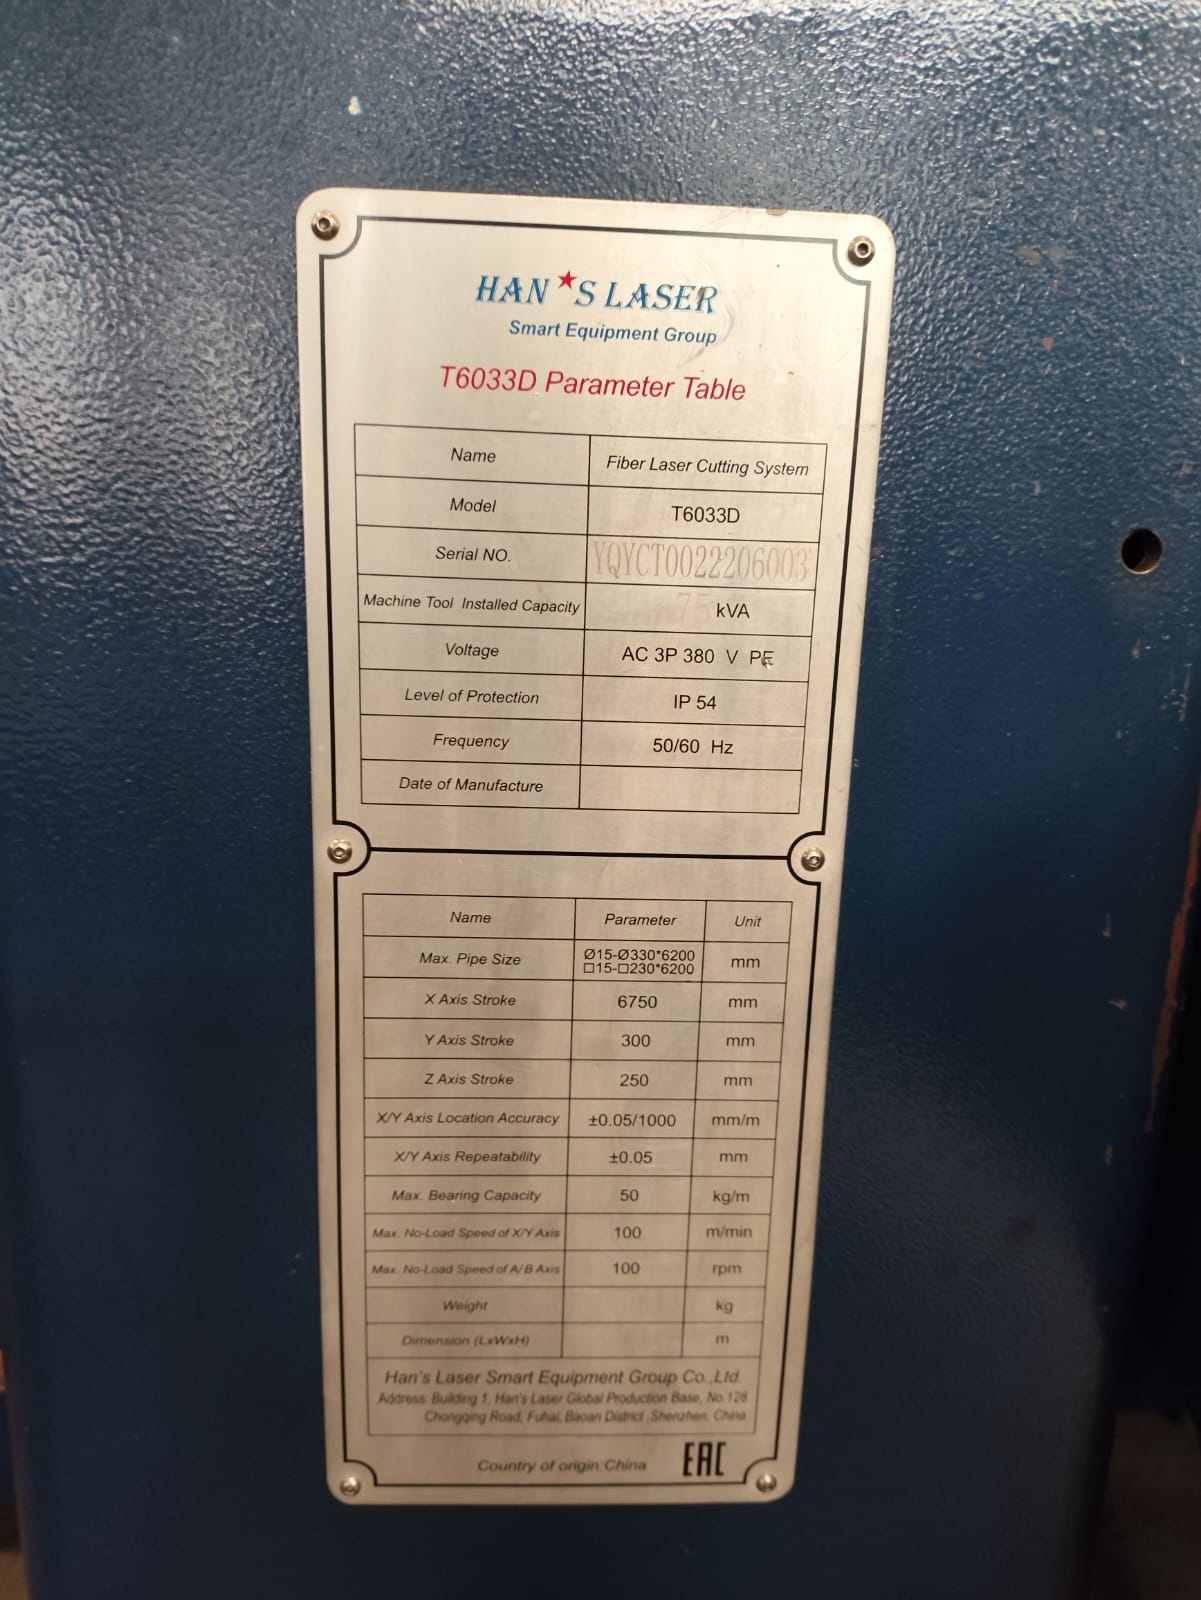 HAN★S LASER
Smart Equipment Group
T6033D Parameter Table
Name Fiber Laser Cutting System
Model T6033D
Serial NO. YQYCT0022206003
Machine Tool Installed Capacity 75 kVA
Voltage AC 3P 380 V PE
Level of Protection IP 54
Frequency 50/60 Hz
Date of Manufacture
Name Parameter Unit
Max. Pipe Size Ø15-Ø330*6200 □15-□230*6200 mm
X Axis Stroke 6750 mm
Y Axis Stroke 300 mm
Z Axis Stroke 250 mm
X/Y Axis Location Accuracy ±0.05/1000 mm/m
X/Y Axis Repeatability ±0.05 mm
Max. Bearing Capacity 50 kg/m
Max. No-Load Speed of X/Y Axis 100 m/min
Max. No-Load Speed of A/B Axis 100 rpm
Weight kg
Dimension (LxWxH) m
Han's Laser Smart Equipment Group Co.,Ltd.
Address: Building 1, Han's Laser Global Production Base, No.128
Chongqing Road, Fuhai, Baoan District ,Shenzhen, China
Country of origin:China EAC